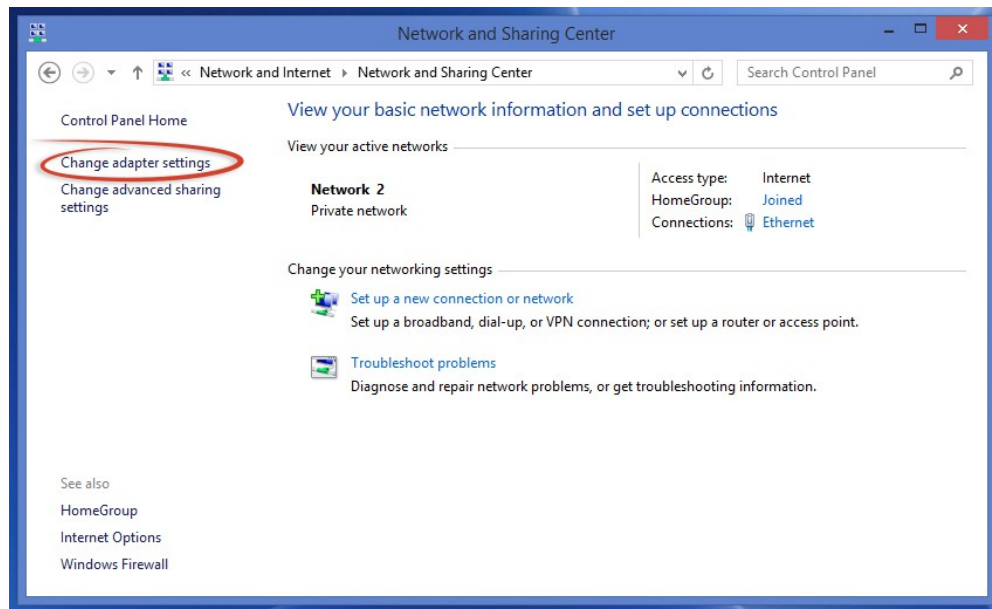 Network and Sharing Center
« Network and Internet Network and Sharing Center
Search Control Panel
Control Panel Home
Change adapter settings
Change advanced sharing
settings
View your basic network information and set up connections
View your active networks
Network 2
Private network
Access type: Internet
HomeGroup: Joined
Connections: Ethernet
Change your networking settings
Set up a new connection or network
Set up a broadband, dial-up, or VPN connection; or set up a router or access point.
Troubleshoot problems
Diagnose and repair network problems, or get troubleshooting information.
See also
HomeGroup
Internet Options
Windows Firewall